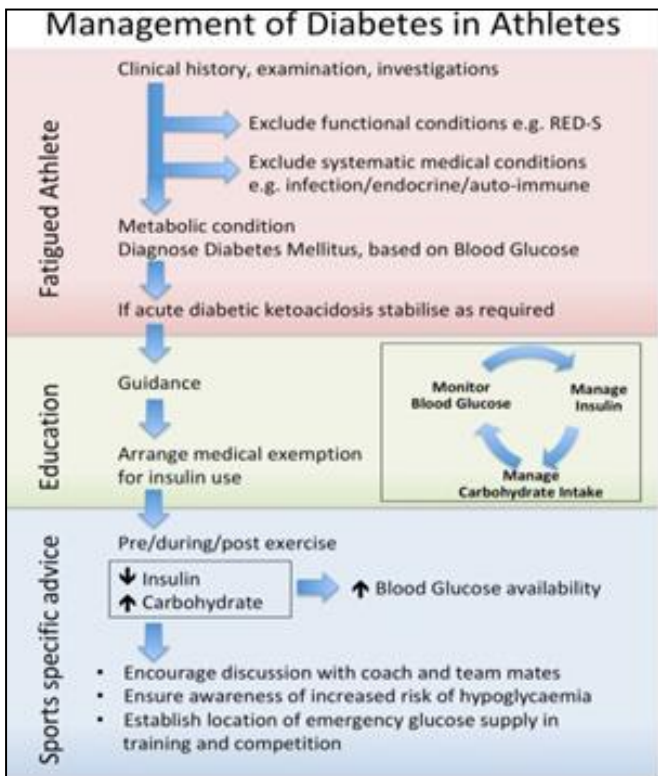 Management of Diabetes in Athletes
Fatigued Athlete
Clinical history, examination, investigations
Exclude functional conditions e.g. RED-S
Exclude systematic medical conditions
e.g. infection/endocrine/auto-immune
Metabolic condition
Diagnose Diabetes Mellitus, based on Blood Glucose
If acute diabetic ketoacidosis stabilise as required
Education
Guidance
Arrange medical exemption
for insulin use
Monitor
Blood Glucose
Manage
Insulin
Manage
Carbohydrate Intake
Sports specific advice
Pre/during/post exercise
↓ Insulin
↑ Carbohydrate
↑ Blood Glucose availability
• Encourage discussion with coach and team mates
• Ensure awareness of increased risk of hypoglycaemia
• Establish location of emergency glucose supply in
training and competition